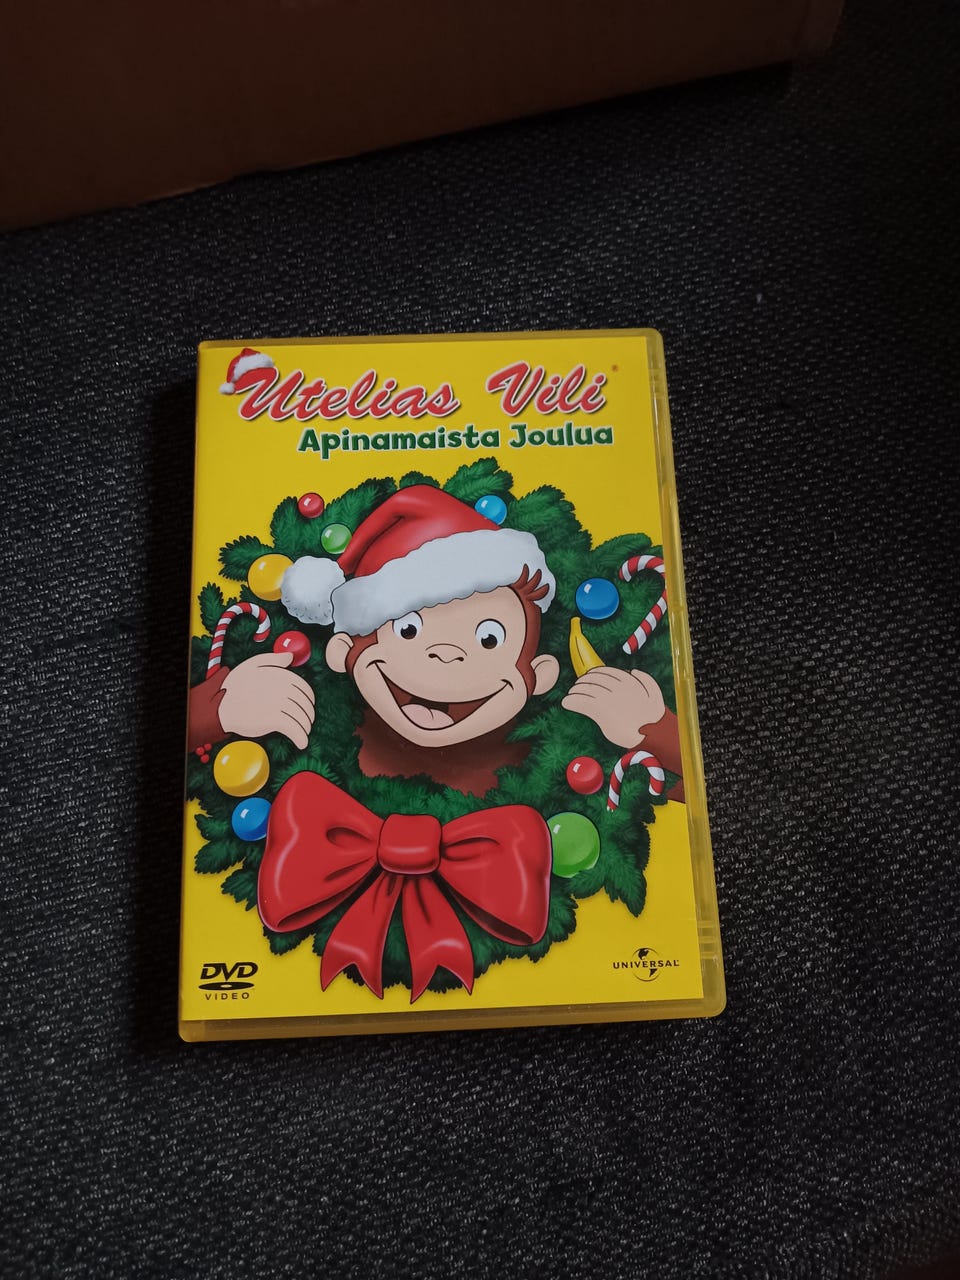 Utelias Vili
Apinamaista Joulua
DVD
VIDEO
UNIVERSAL